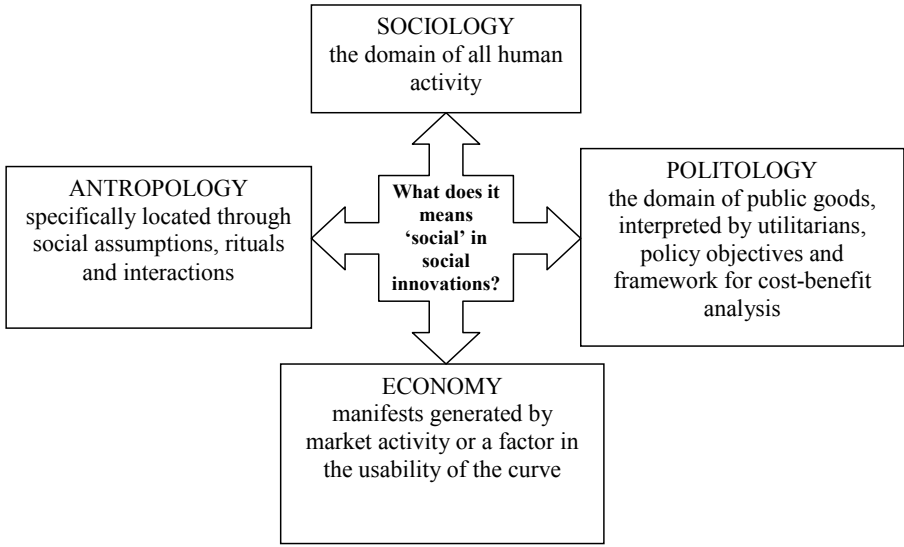 SOCIOLOGY
the domain of all human
activity
ANTROPOLOGY
specifically located through
social assumptions, rituals
and interactions
What does it
means
‘social’ in
social
innovations?
POLITOLOGY
the domain of public goods,
interpreted by utilitarians,
policy objectives and
framework for cost-benefit
analysis
ECONOMY
manifests generated by
market activity or a factor in
the usability of the curve